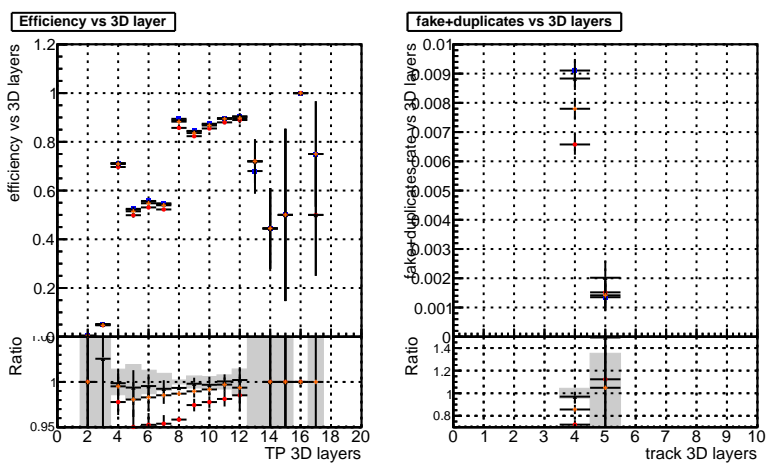 Efficiency vs 3D layer
efficiency vs 3D layers
1.2
1
0.8
0.6
0.4
0.2
0
Ratio
1
0.95
0 2 4 6 8 10 12 14 16 18 20
TP 3D layers
fake+duplicates vs 3D layers
fake+duplicates rate vs 3D layers
0.01
0.009
0.008
0.007
0.006
0.005
0.004
0.003
0.002
0.001
0
Ratio
1.4
1.2
1
0.8
0 1 2 3 4 5 6 7 8 9 10
track 3D layers